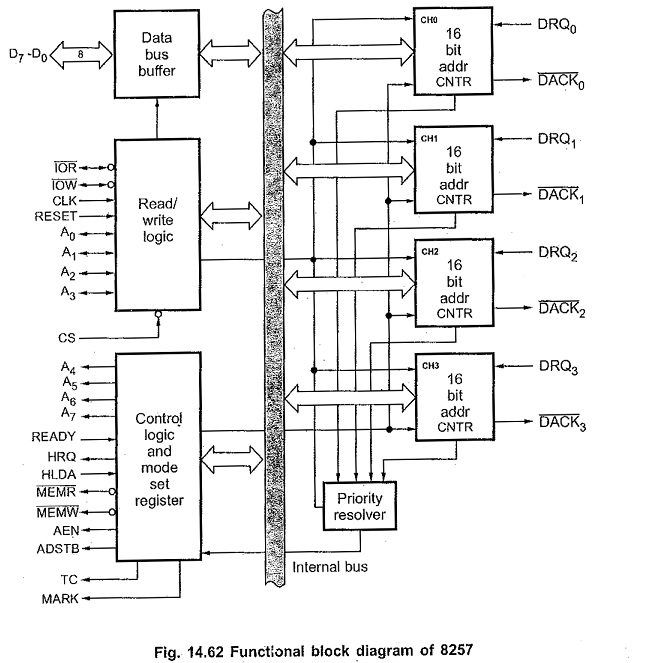 D7 -D0
8
Data
bus
buffer
IOR
IOW
CLK
RESET
A0
A1
A2
A3
Read/
write
logic
CS
A4
A5
A6
A7
READY
HRQ
HLDA
MEMR
MEMW
AEN
ADSTB
TC
MARK
Control
logic
and
mode
set
register
CH0
16
bit
addr
CNTR
DRQ0
DACK0
CH1
16
bit
addr
CNTR
DRQ1
DACK1
CH2
16
bit
addr
CNTR
DRQ2
DACK2
CH3
16
bit
addr
CNTR
DRQ3
DACK3
Priority
resolver
Internal bus
Fig. 14.62 Functional block diagram of 8257